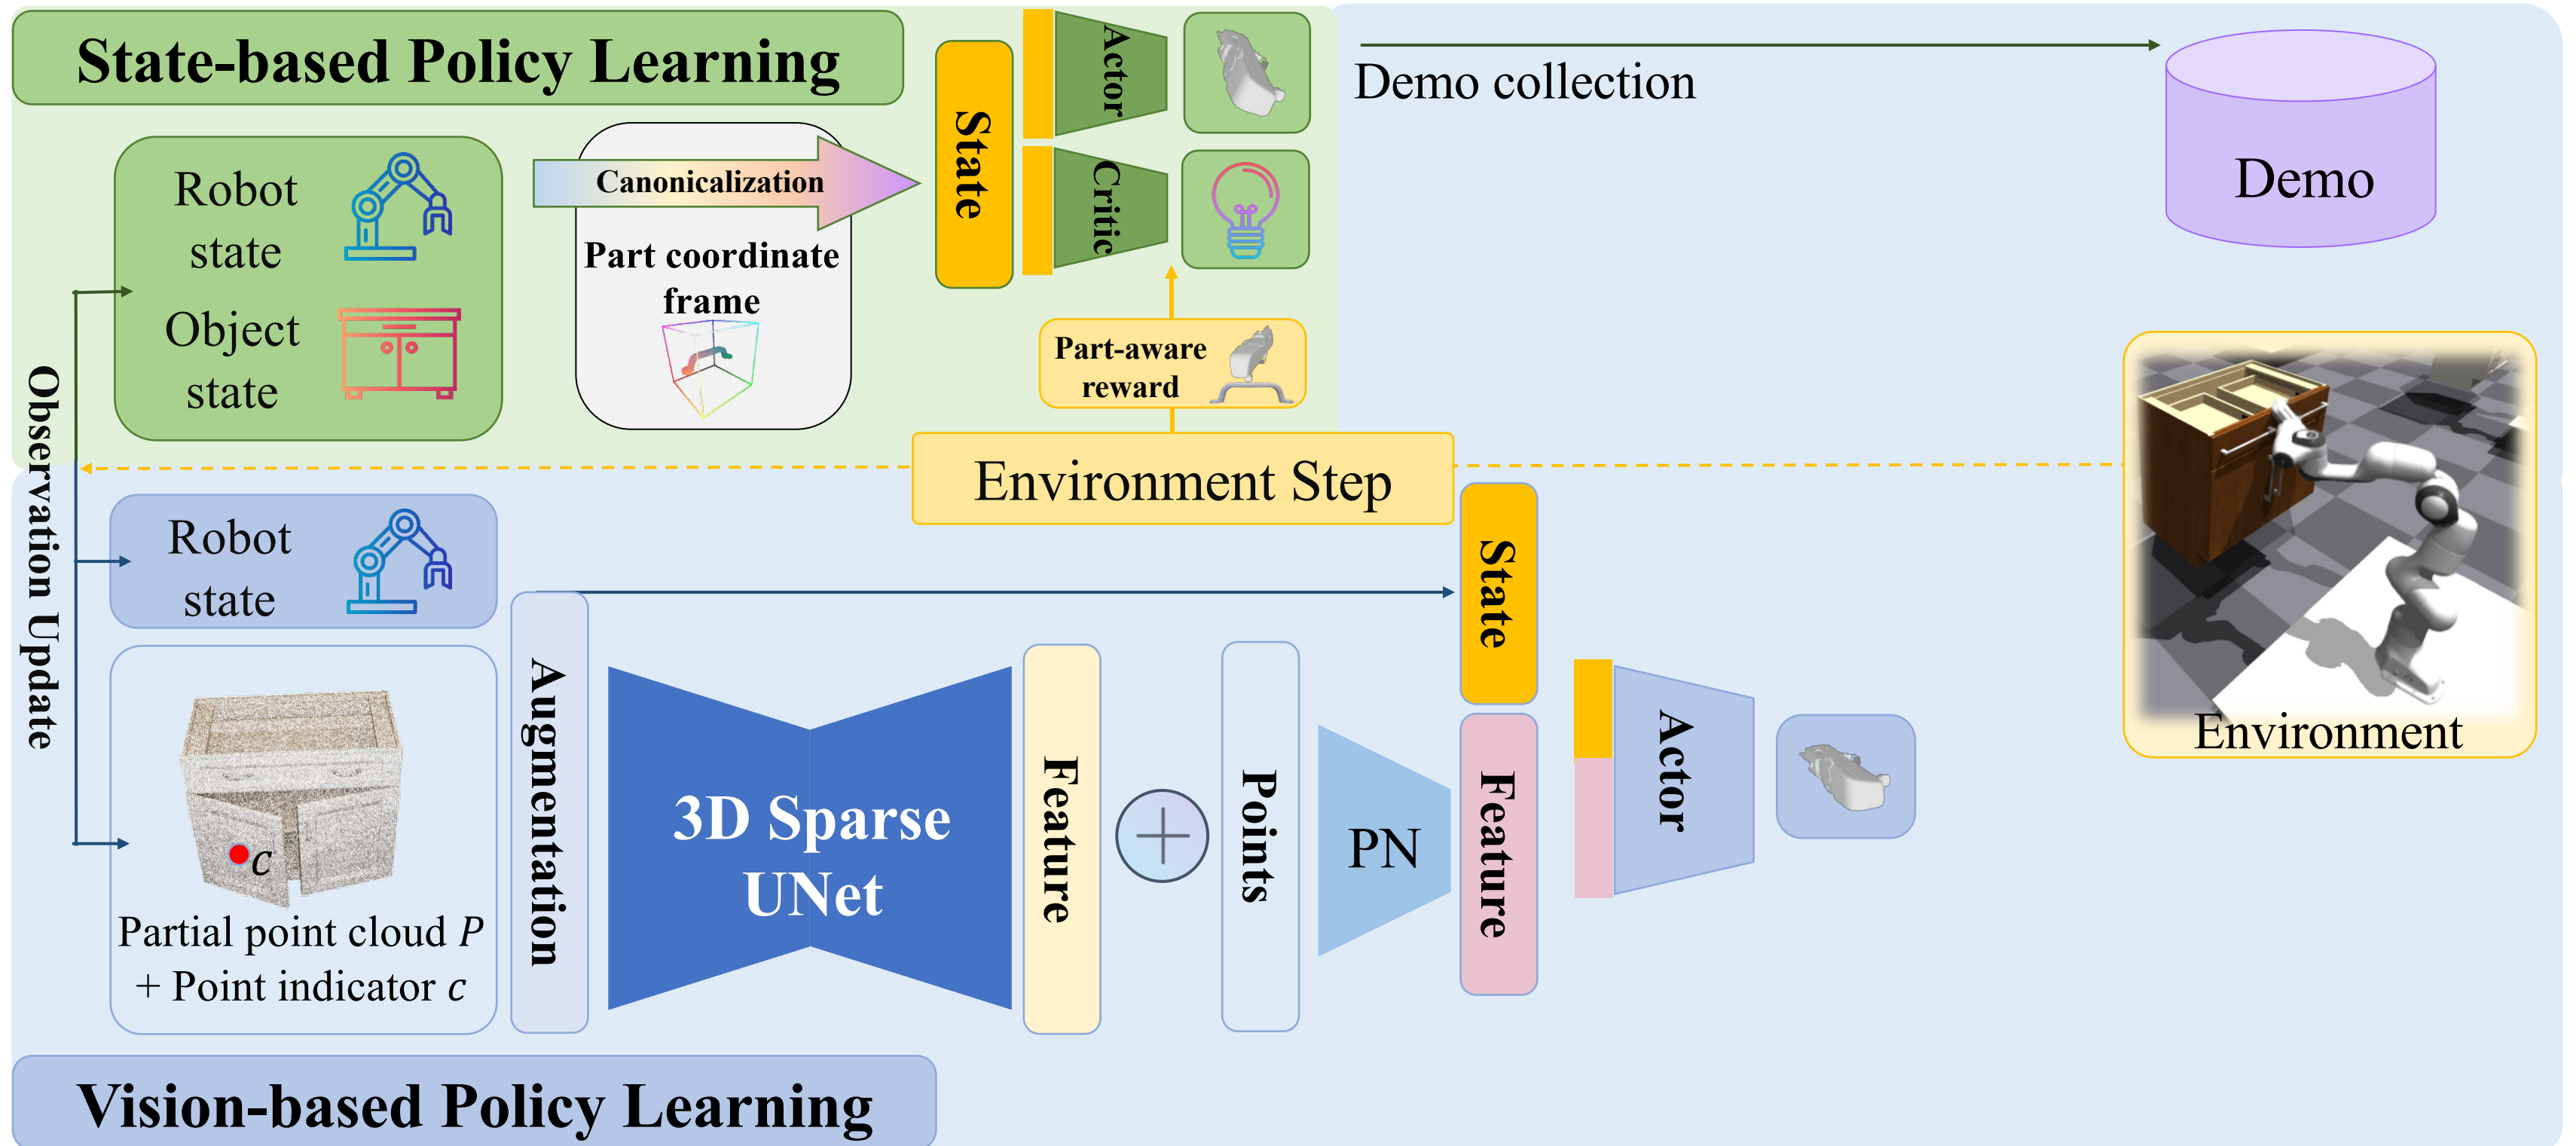 State-based Policy Learning
Robot
state
Object
state
Canonicalization
Part coordinate
frame
State
Actor
Critic
Part-aware
reward
Demo collection
Demo
Observation Update
Environment Step
Environment
Robot
state
c
Partial point cloud P
+ Point indicator c
Augmentation
3D Sparse
UNet
Feature
Points
PN
State
Feature
Actor
Vision-based Policy Learning